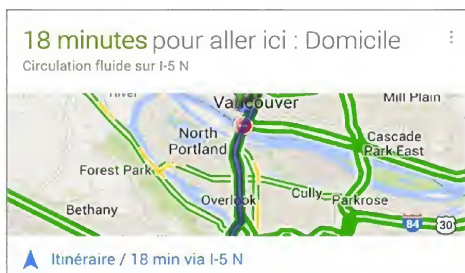 18 minutes pour aller ici : Domicile
Circulation fluide sur I-5 N
River
Vancouver
Mill Plain
North
Portland
Cascade
Park East
Forest Park
Bethany
Overlook
Cully
Parkrose
84
30
Itinéraire / 18 min via I-5 N